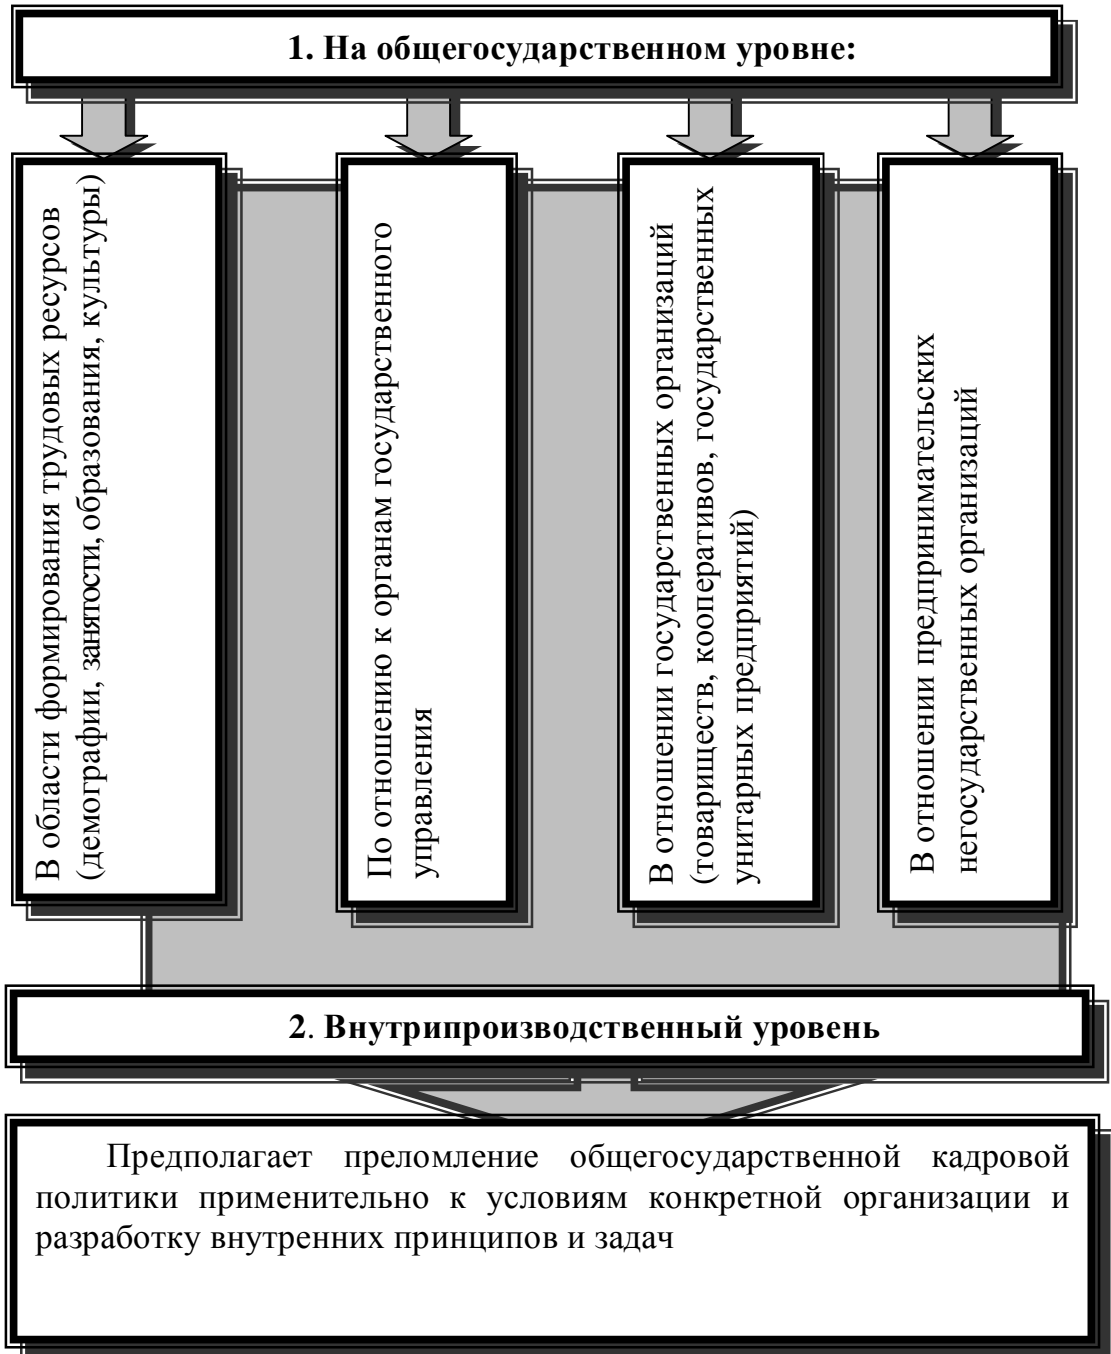 1. На общегосударственном уровне:
В области формирования трудовых ресурсов
(демографии, занятости, образования, культуры)
По отношению к органам государственного
управления
В отношении государственных организаций
(товариществ, кооперативов, государственных
унитарных предприятий)
В отношении предпринимательских
негосударственных организаций
2. Внутрипроизводственный уровень
Предполагает преломление общегосударственной кадровой
политики применительно к условиям конкретной организации и
разработку внутренних принципов и задач